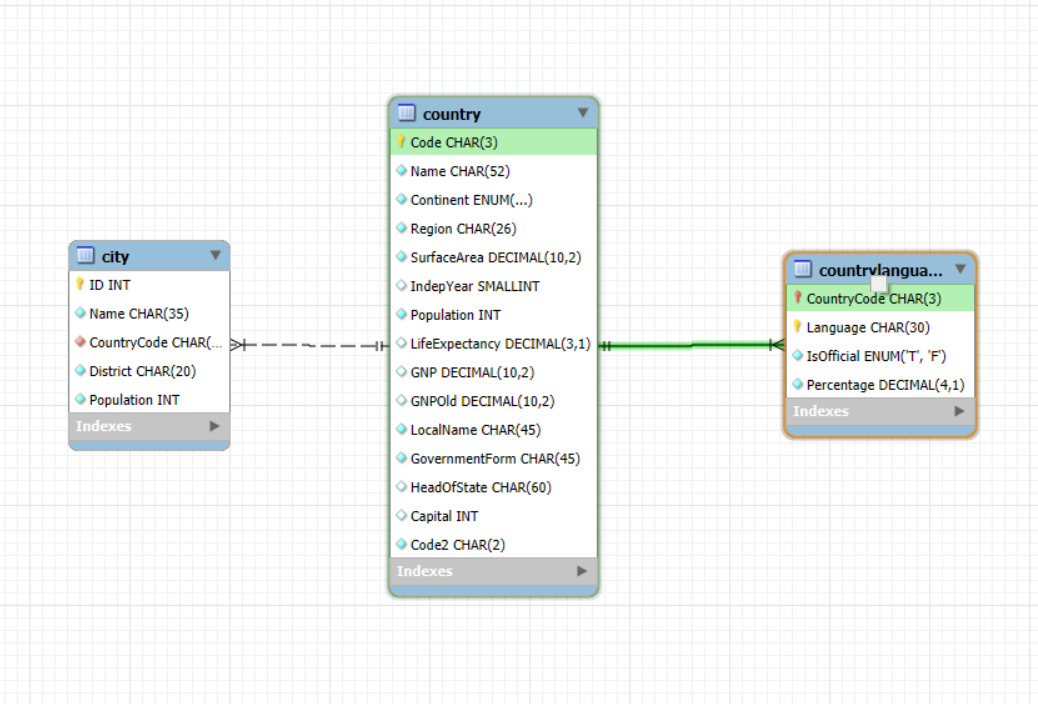 city
ID INT
Name CHAR(35)
CountryCode CHAR(...
District CHAR(20)
Population INT
Indexes
country
Code CHAR(3)
Name CHAR(52)
Continent ENUM(...)
Region CHAR(26)
SurfaceArea DECIMAL(10,2)
IndepYear SMALLINT
Population INT
LifeExpectancy DECIMAL(3,1)
GNP DECIMAL(10,2)
GNPOld DECIMAL(10,2)
LocalName CHAR(45)
GovernmentForm CHAR(45)
HeadOfState CHAR(60)
Capital INT
Code2 CHAR(2)
Indexes
countrylangua...
CountryCode CHAR(3)
Language CHAR(30)
IsOfficial ENUM('T', 'F')
Percentage DECIMAL(4,1)
Indexes